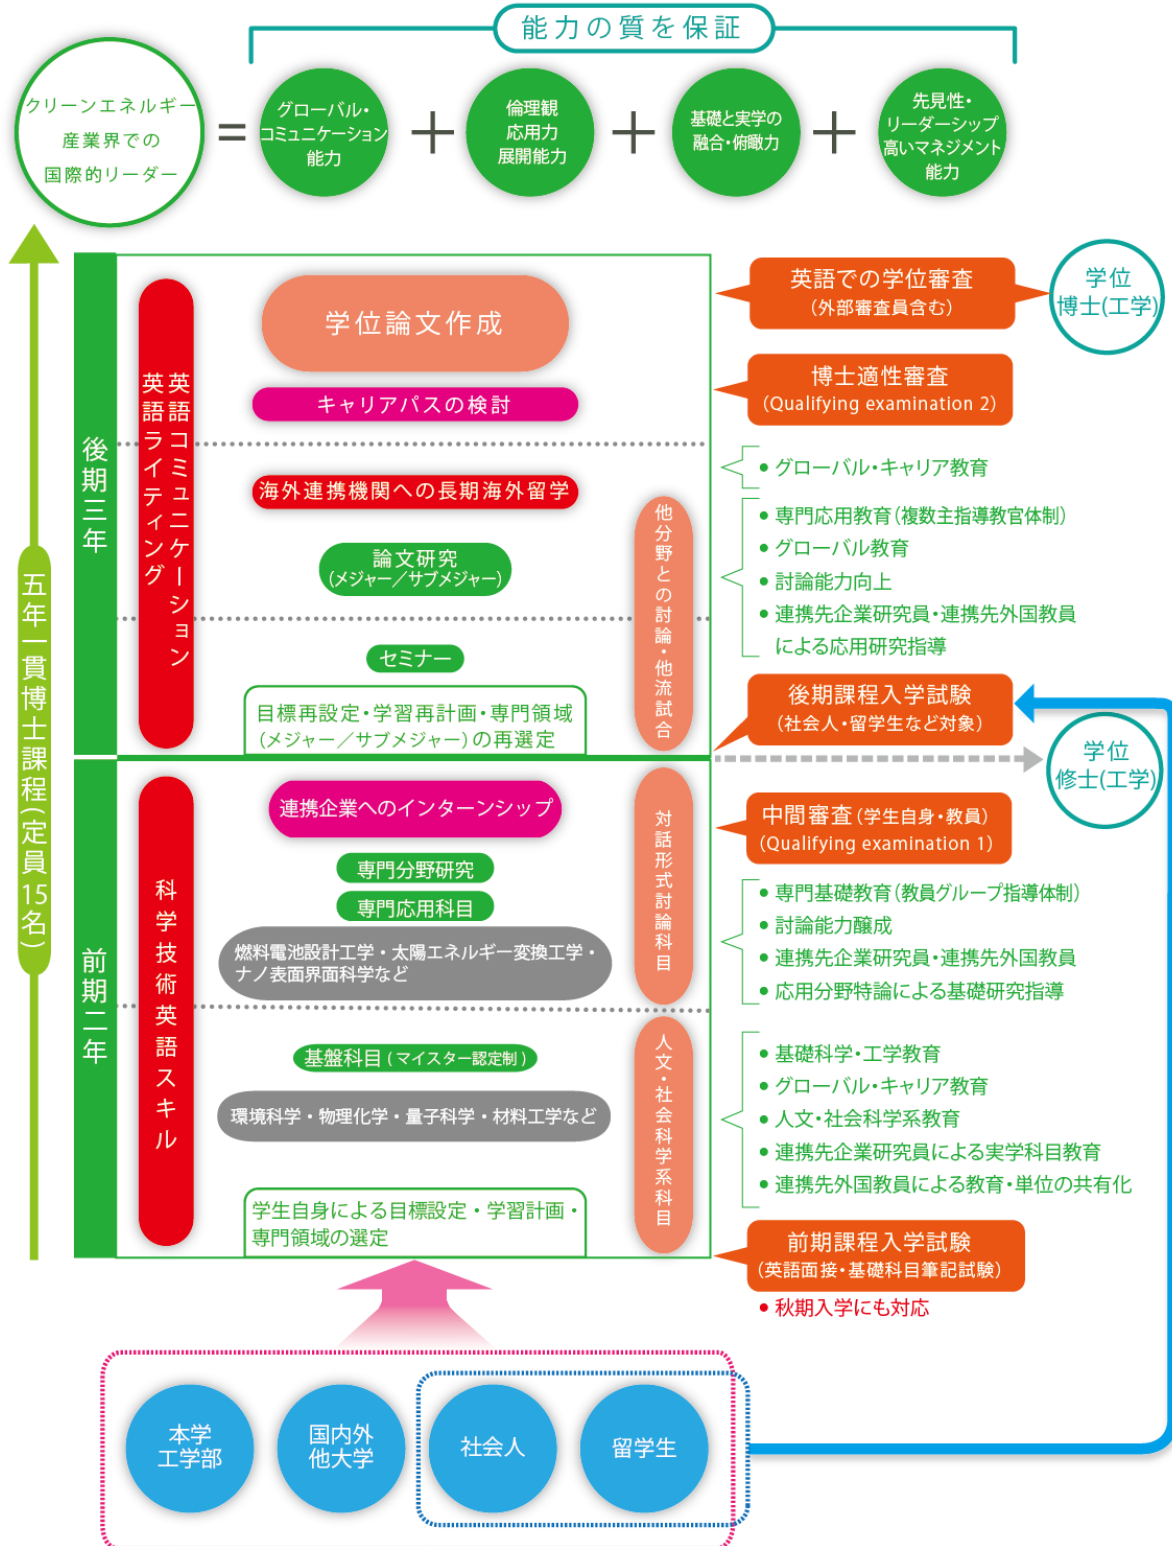 能力の質を保証
クリーンエネルギー
産業界での
国際的リーダー
=
グローバル・
コミュニケーション
能力
+
倫理観
応用力
展開能力
+
基礎と実学の
融合・俯瞰力
+
先見性・
リーダーシップ
高いマネジメント
能力
五年一貫博士課程(定員15名)
後期三年
英語コミュニケーション
英語ライティング
学位論文作成
キャリアパスの検討
海外連携機関への長期海外留学
論文研究
(メジャー／サブメジャー)
セミナー
目標再設定・学習再計画・専門領域
(メジャー／サブメジャー)の再選定
他分野との討論・他流試合
英語での学位審査
(外部審査員含む)
学位
博士(工学)
博士適性審査
(Qualifying examination 2)
• グローバル・キャリア教育
• 専門応用教育(複数主指導教官体制)
• グローバル教育
• 討論能力向上
• 連携先企業研究員・連携先外国教員
による応用研究指導
後期課程入学試験
(社会人・留学生など対象)
学位
修士(工学)
前期二年
科学技術英語スキル
連携企業へのインターンシップ
専門分野研究
専門応用科目
燃料電池設計工学・太陽エネルギー変換工学・
ナノ表面界面科学など
基盤科目(マイスター認定制)
環境科学・物理化学・量子科学・材料工学など
学生自身による目標設定・学習計画・
専門領域の選定
対話形式討論科目
人文・社会科学系科目
中間審査(学生自身・教員)
(Qualifying examination 1)
• 専門基礎教育(教員グループ指導体制)
• 討論能力醸成
• 連携先企業研究員・連携先外国教員
• 応用分野特論による基礎研究指導
• 基礎科学・工学教育
• グローバル・キャリア教育
• 人文・社会科学系教育
• 連携先企業研究員による実学科目教育
• 連携先外国教員による教育・単位の共有化
前期課程入学試験
(英語面接・基礎科目筆記試験)
• 秋期入学にも対応
本学
工学部
国内外
他大学
社会人
留学生